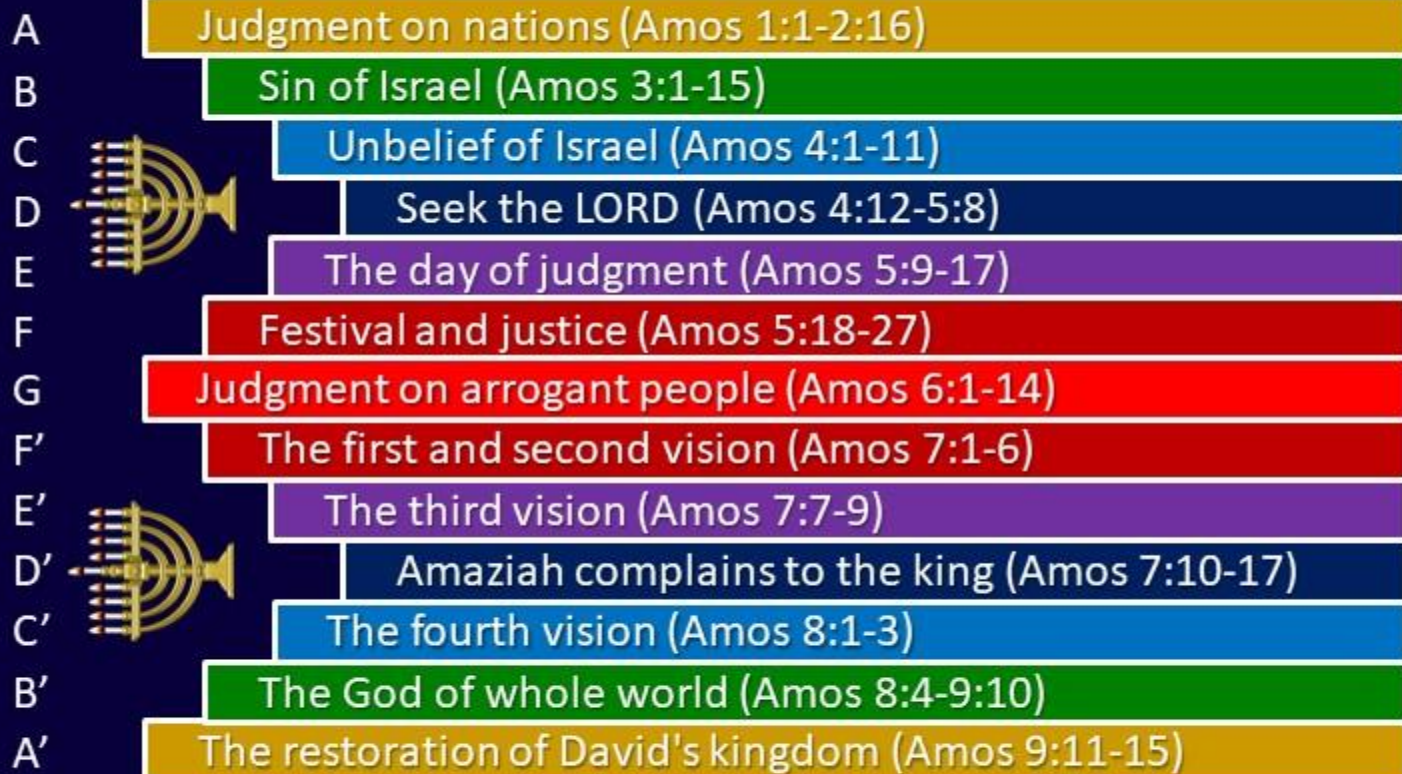 A Judgment on nations (Amos 1:1-2:16)
B Sin of Israel (Amos 3:1-15)
C Unbelief of Israel (Amos 4:1-11)
D Seek the LORD (Amos 4:12-5:8)
E The day of judgment (Amos 5:9-17)
F Festival and justice (Amos 5:18-27)
G Judgment on arrogant people (Amos 6:1-14)
F’ The first and second vision (Amos 7:1-6)
E’ The third vision (Amos 7:7-9)
D’ Amaziah complains to the king (Amos 7:10-17)
C’ The fourth vision (Amos 8:1-3)
B’ The God of whole world (Amos 8:4-9:10)
A’ The restoration of David's kingdom (Amos 9:11-15)